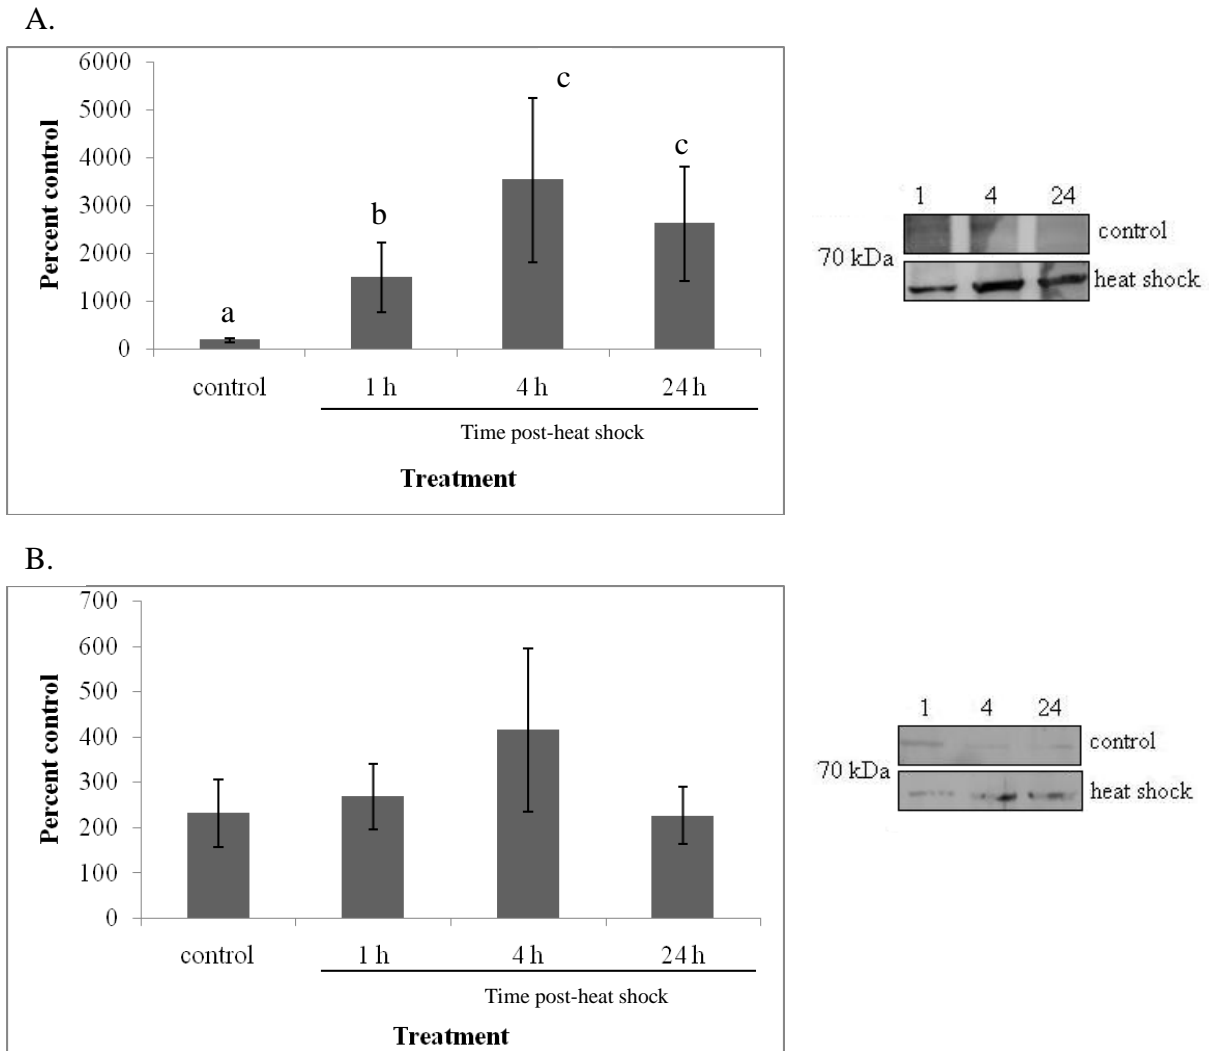 A.
6000
5000
4000
3000
2000
1000
0
Percent control
a
b
c
c
control 1 h 4 h 24 h
Time post-heat shock
Treatment
1 4 24
70 kDa
control
heat shock
B.
700
600
500
400
300
200
100
0
Percent control
control 1 h 4 h 24 h
Time post-heat shock
Treatment
1 4 24
70 kDa
control
heat shock